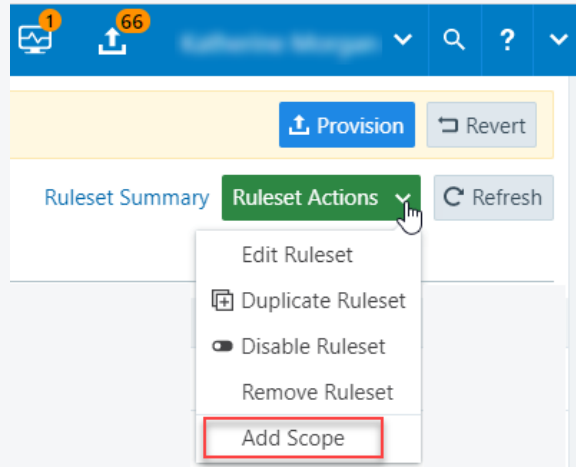 1
66
?
Provision
Revert
Ruleset Summary
Ruleset Actions
Refresh
Edit Ruleset
Duplicate Ruleset
Disable Ruleset
Remove Ruleset
Add Scope